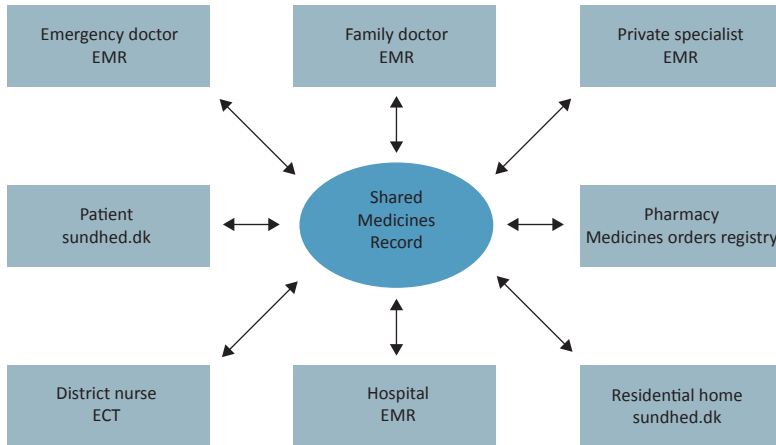 Emergency doctor
EMR
Family doctor
EMR
Private specialist
EMR
Patient
sundhed.dk
Shared
Medicines
Record
Pharmacy
Medicines orders registry
District nurse
ECT
Hospital
EMR
Residential home
sundhed.dk